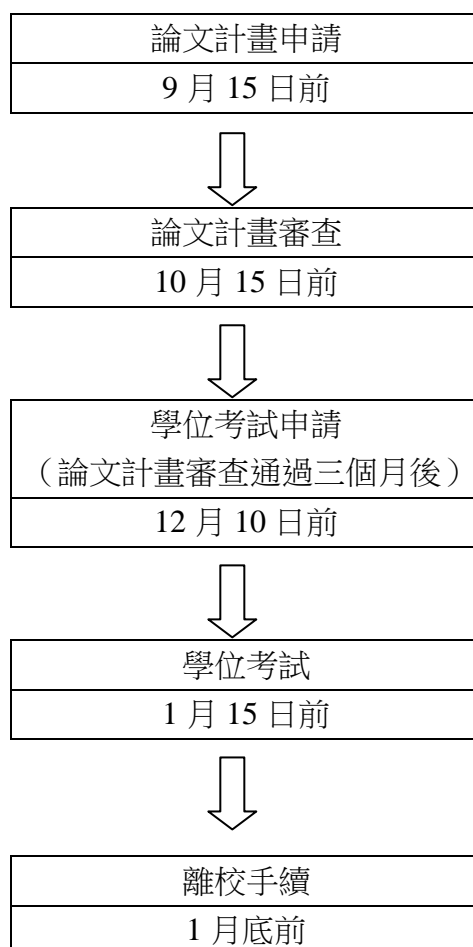 論文計畫申請
9 月 15 日前
論文計畫審查
10 月 15 日前
學位考試申請
（論文計畫審查通過三個月後）
12 月 10 日前
學位考試
1 月 15 日前
離校手續
1 月底前